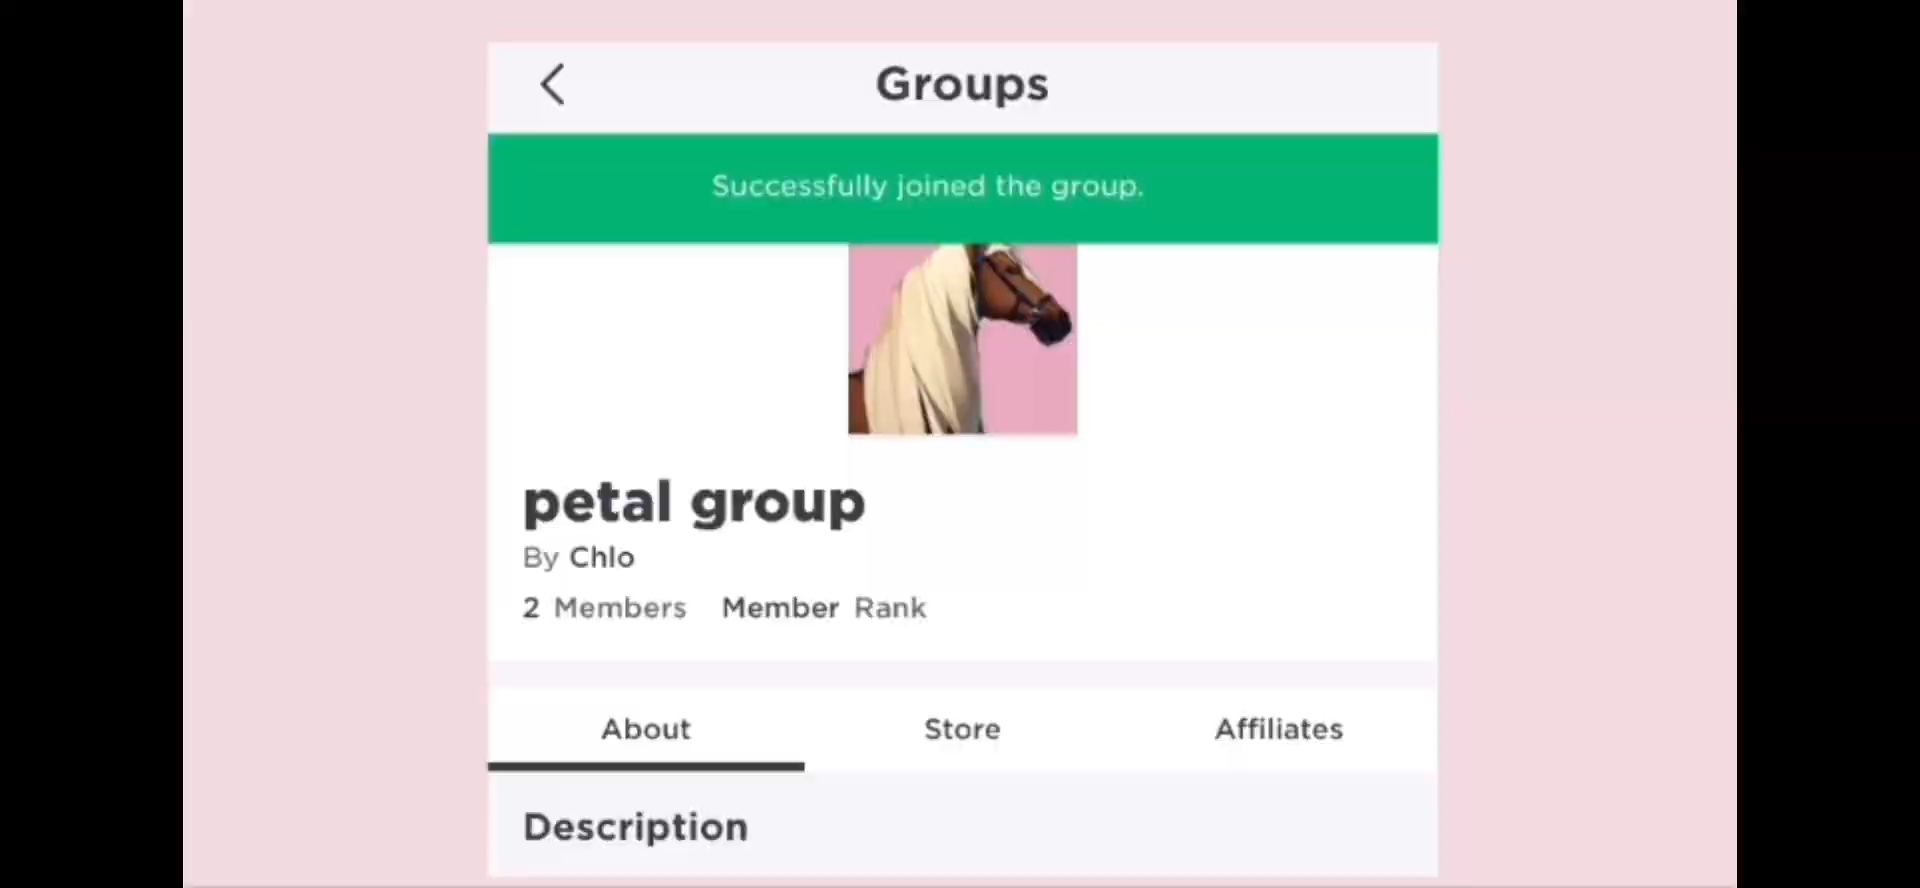 Groups
Successfully joined the group.
petal group
By Chlo
2 Members Member Rank
About Store Affiliates
Description